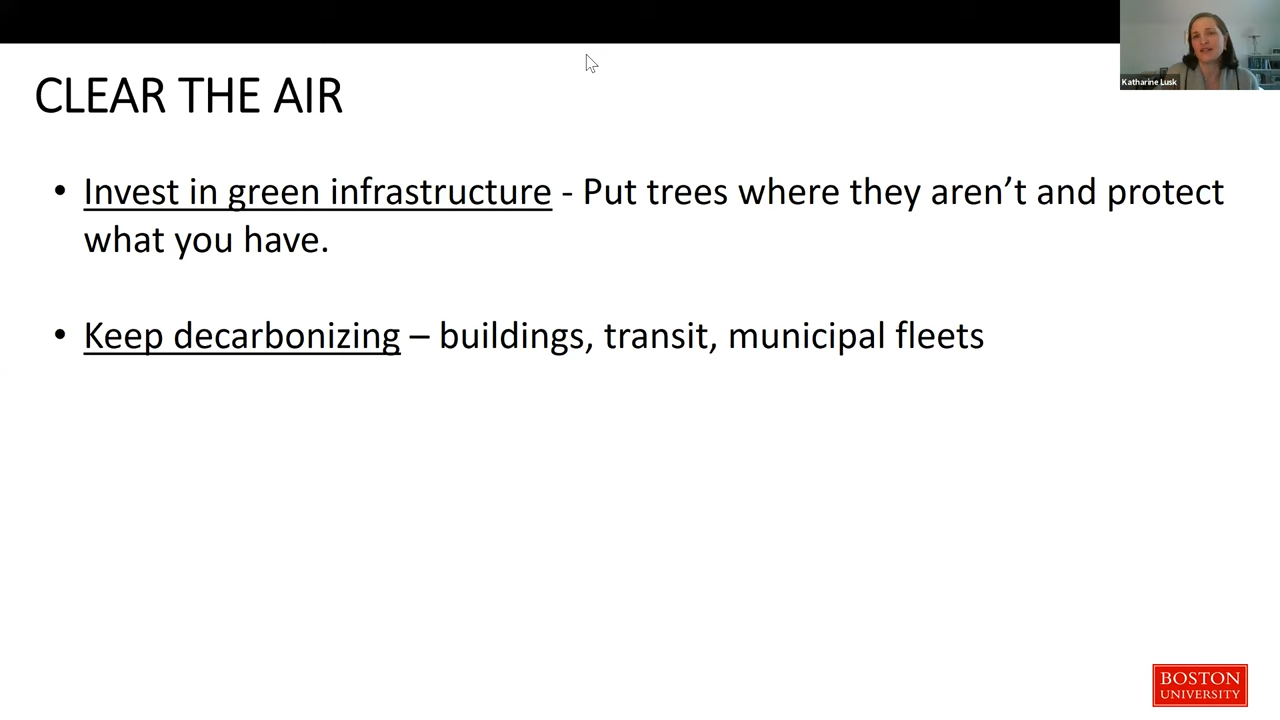 Katharine Lusk
CLEAR THE AIR
• Invest in green infrastructure - Put trees where they aren’t and protect
what you have.
• Keep decarbonizing – buildings, transit, municipal fleets
BOSTON
UNIVERSITY